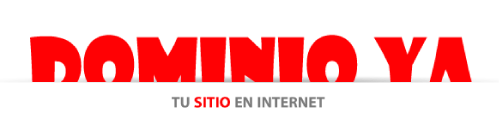 DOMINIO YA
TU SITIO EN INTERNET